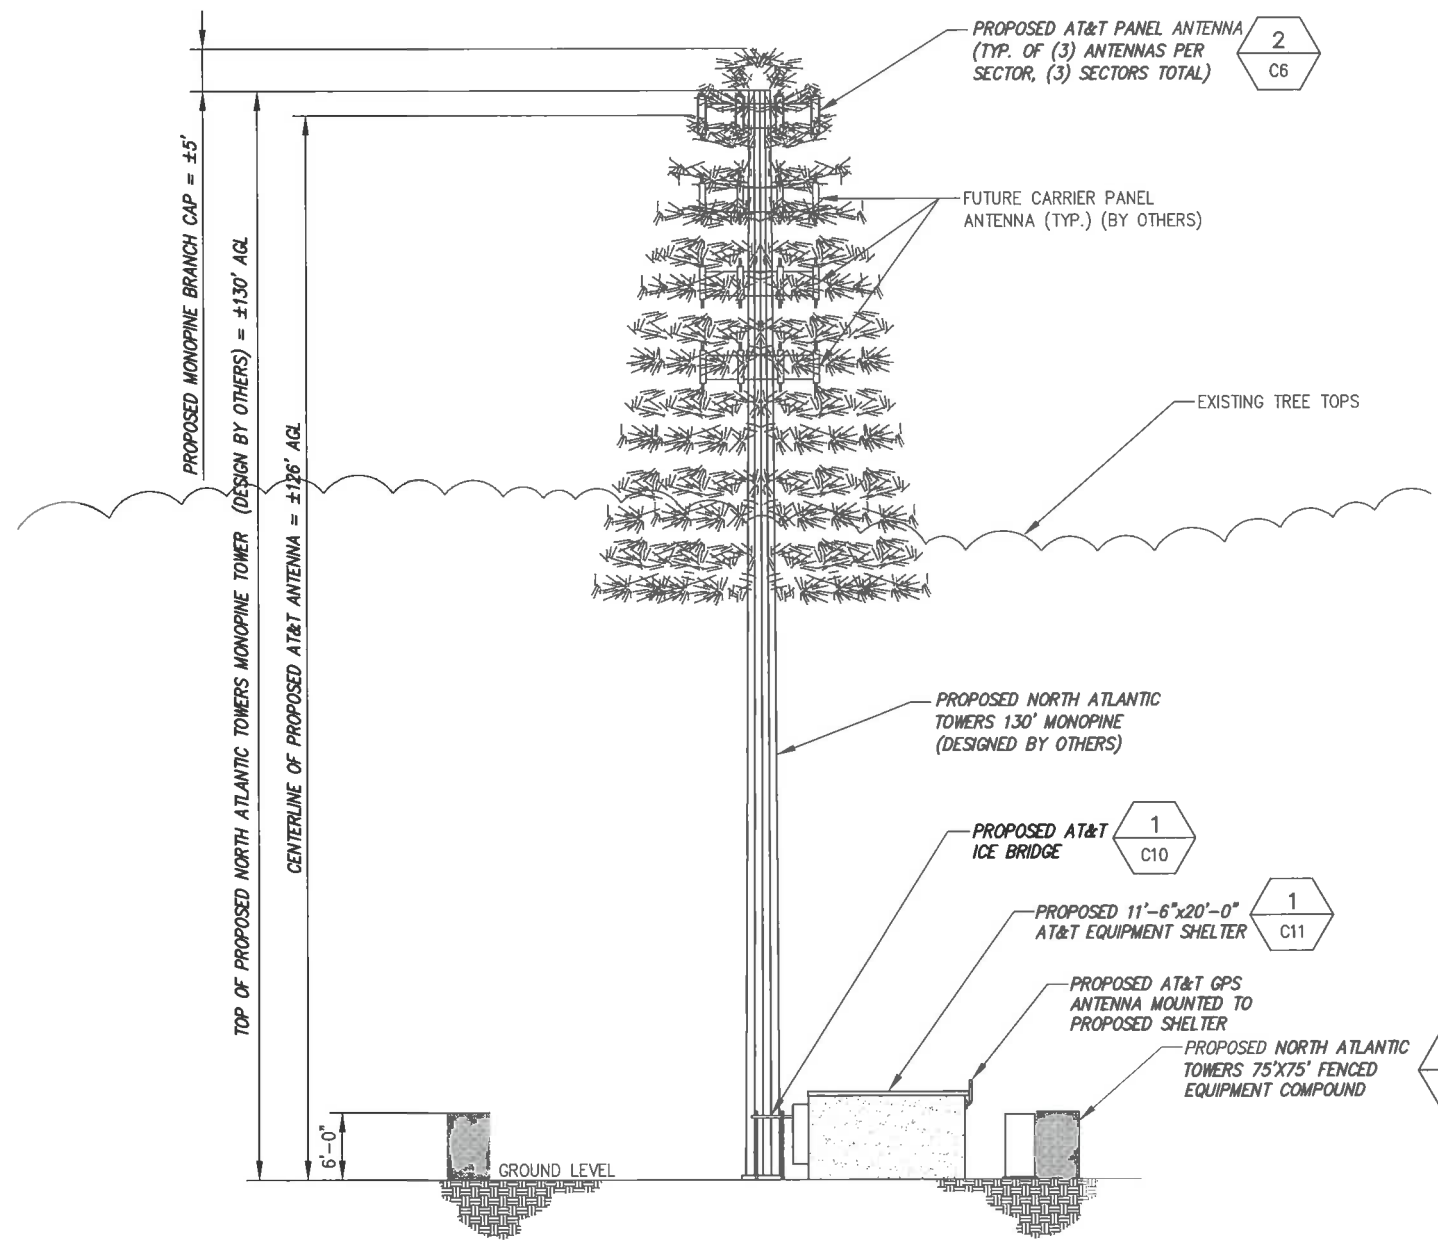 PROPOSED AT&T PANEL ANTENNA
(TYP. OF (3) ANTENNAS PER
SECTOR, (3) SECTORS TOTAL)
2
C6
PROPOSED MONOPINE BRANCH CAP = ±5'
TOP OF PROPOSED NORTH ATLANTIC TOWERS MONOPINE TOWER (DESIGN BY OTHERS) = ±130' AGL
CENTERLINE OF PROPOSED AT&T ANTENNA = ±126' AGL
FUTURE CARRIER PANEL
ANTENNA (TYP.) (BY OTHERS)
EXISTING TREE TOPS
PROPOSED NORTH ATLANTIC
TOWERS 130' MONOPINE
(DESIGNED BY OTHERS)
PROPOSED AT&T
ICE BRIDGE
1
C10
PROPOSED 11'-6"x20'-0"
AT&T EQUIPMENT SHELTER
1
C11
PROPOSED AT&T GPS
ANTENNA MOUNTED TO
PROPOSED SHELTER
PROPOSED NORTH ATLANTIC
TOWERS 75'X75' FENCED
EQUIPMENT COMPOUND
6'-0"
GROUND LEVEL